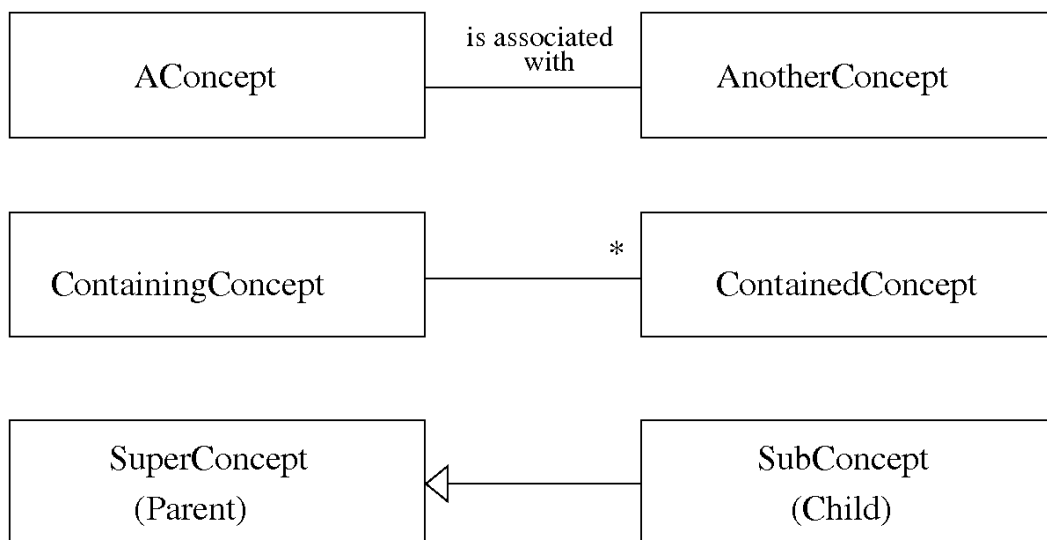 AConcept
is associated
with
AnotherConcept
ContainingConcept
*
ContainedConcept
SuperConcept
(Parent)
SubConcept
(Child)